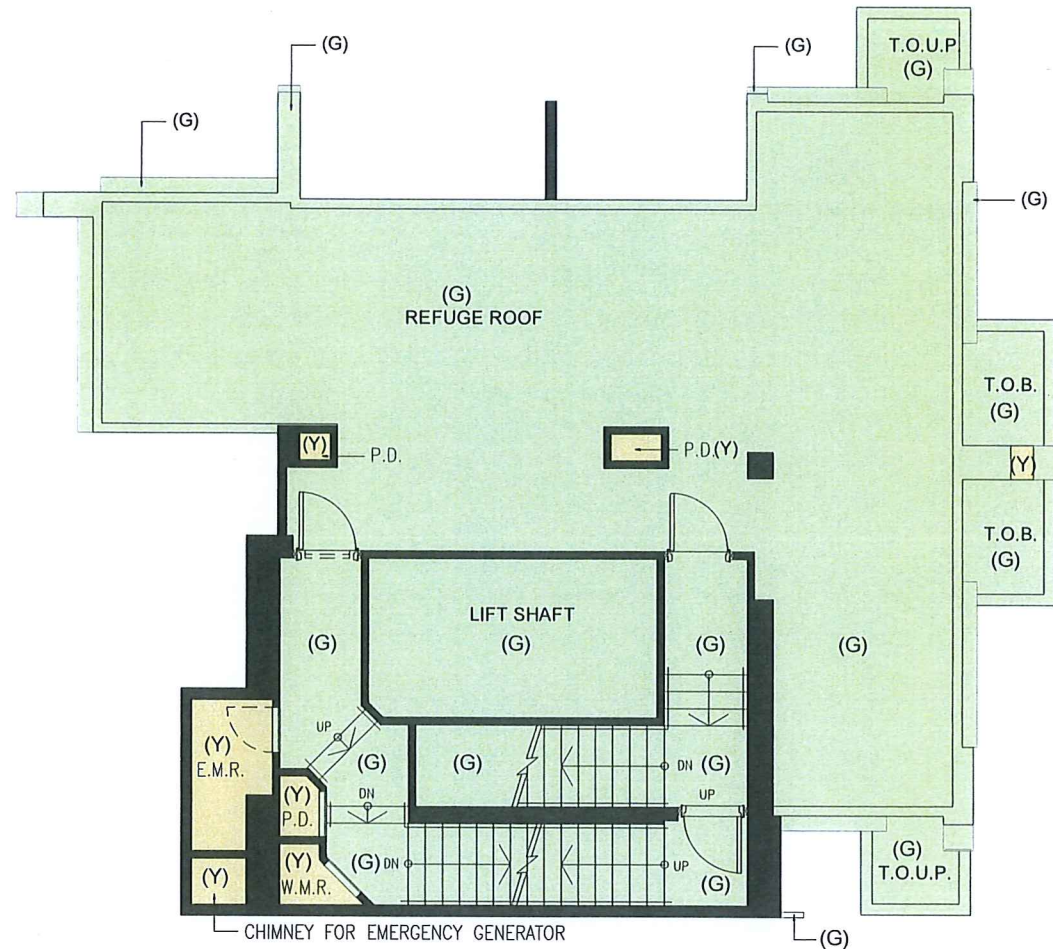 (G)
(G)
T.O.U.P
(G)
(G)
(G)
(G)
REFUGE ROOF
T.O.B.
(G)
(Y)
P.D.
P.D.(Y)
(Y)
T.O.B.
(G)
LIFT SHAFT
(G)
(G)
(G)
(G)
UP
(Y)
E.M.R.
(G)
(G)
DN
(G)
(Y)
P.D.
DN
UP
(Y)
W.M.R.
(G)
DN
UP
(G)
(G)
T.O.U.P.
(Y)
CHIMNEY FOR EMERGENCY GENERATOR
(G)